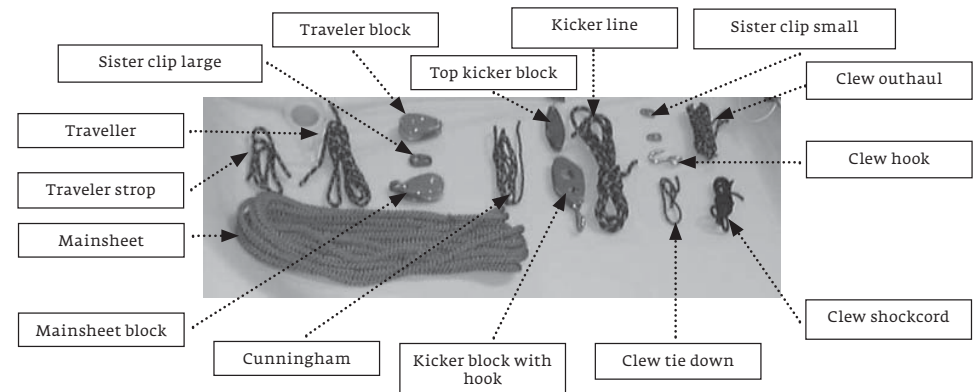 Traveler block
Kicker line
Sister clip small
Sister clip large
Top kicker block
Clew outhaul
Traveller
Clew hook
Traveler strop
Mainsheet
Mainsheet block
Cunningham
Kicker block with
hook
Clew tie down
Clew shockcord